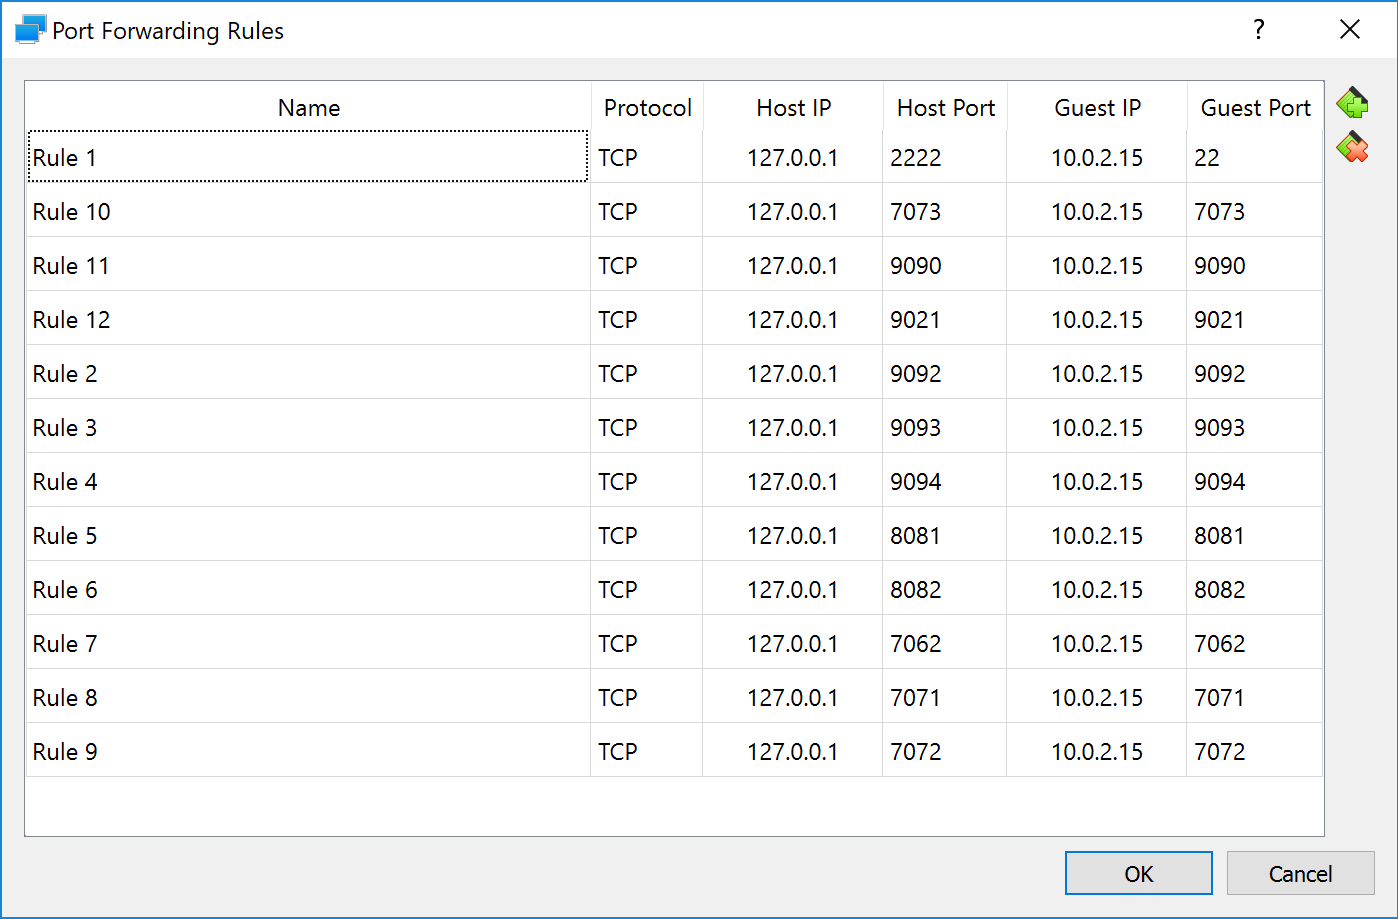 Port Forwarding Rules ?
Name Protocol Host IP Host Port Guest IP Guest Port
Rule 1 TCP 127.0.0.1 2222 10.0.2.15 22
Rule 10 TCP 127.0.0.1 7073 10.0.2.15 7073
Rule 11 TCP 127.0.0.1 9090 10.0.2.15 9090
Rule 12 TCP 127.0.0.1 9021 10.0.2.15 9021
Rule 2 TCP 127.0.0.1 9092 10.0.2.15 9092
Rule 3 TCP 127.0.0.1 9093 10.0.2.15 9093
Rule 4 TCP 127.0.0.1 9094 10.0.2.15 9094
Rule 5 TCP 127.0.0.1 8081 10.0.2.15 8081
Rule 6 TCP 127.0.0.1 8082 10.0.2.15 8082
Rule 7 TCP 127.0.0.1 7062 10.0.2.15 7062
Rule 8 TCP 127.0.0.1 7071 10.0.2.15 7071
Rule 9 TCP 127.0.0.1 7072 10.0.2.15 7072
OK Cancel